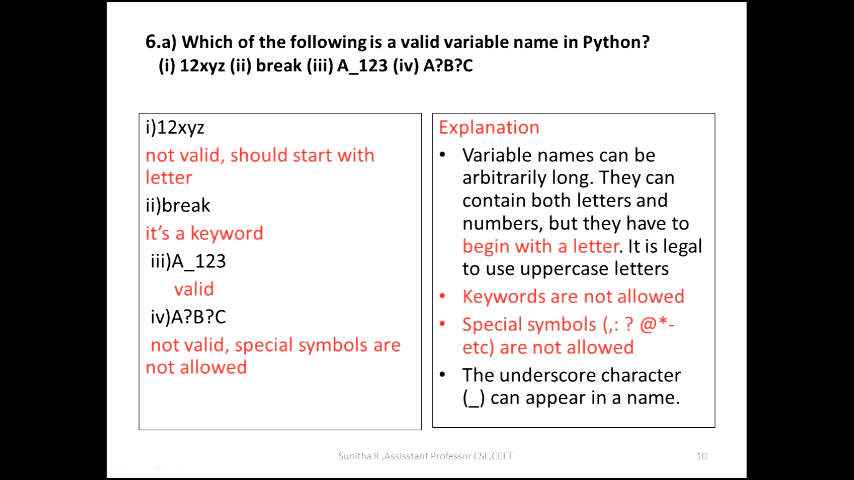 6.a) Which of the following is a valid variable name in Python?
(i) 12xyz (ii) break (iii) A_123 (iv) A?B?C
i)12xyz
not valid, should start with
letter
ii)break
it's a keyword
iii)A_123
valid
iv)A?B?C
not valid, special symbols are
not allowed
Explanation
• Variable names can be
arbitrarily long. They can
contain both letters and
numbers, but they have to
begin with a letter. It is legal
to use uppercase letters
• Keywords are not allowed
• Special symbols (,: ? @*-
etc) are not allowed
• The underscore character
(_) can appear in a name.
Sunitha R ,Assisstant Professor CSE,CCET
10